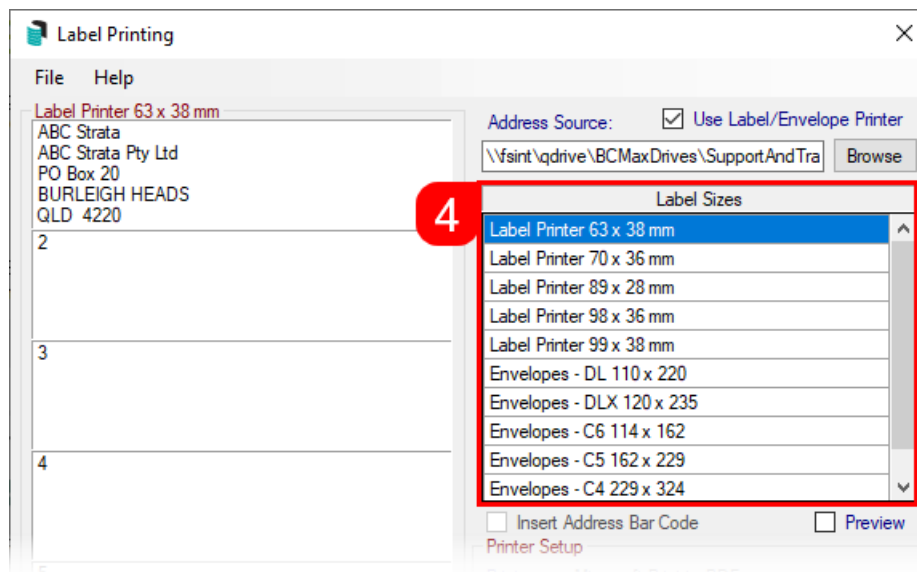 Label Printing
File Help
Label Printer 63 x 38 mm
ABC Strata
ABC Strata Pty Ltd
PO Box 20
BURLEIGH HEADS
QLD 4220
2
3
4
Address Source:
Use Label/Envelope Printer
\\fsint\qdrive\BCMaxDrives\SupportAndTra
Browse
4
Label Sizes
Label Printer 63 x 38 mm
Label Printer 70 x 36 mm
Label Printer 89 x 28 mm
Label Printer 98 x 36 mm
Label Printer 99 x 38 mm
Envelopes - DL 110 x 220
Envelopes - DLX 120 x 235
Envelopes - C6 114 x 162
Envelopes - C5 162 x 229
Envelopes - C4 229 x 324
Insert Address Bar Code
Preview
Printer Setup